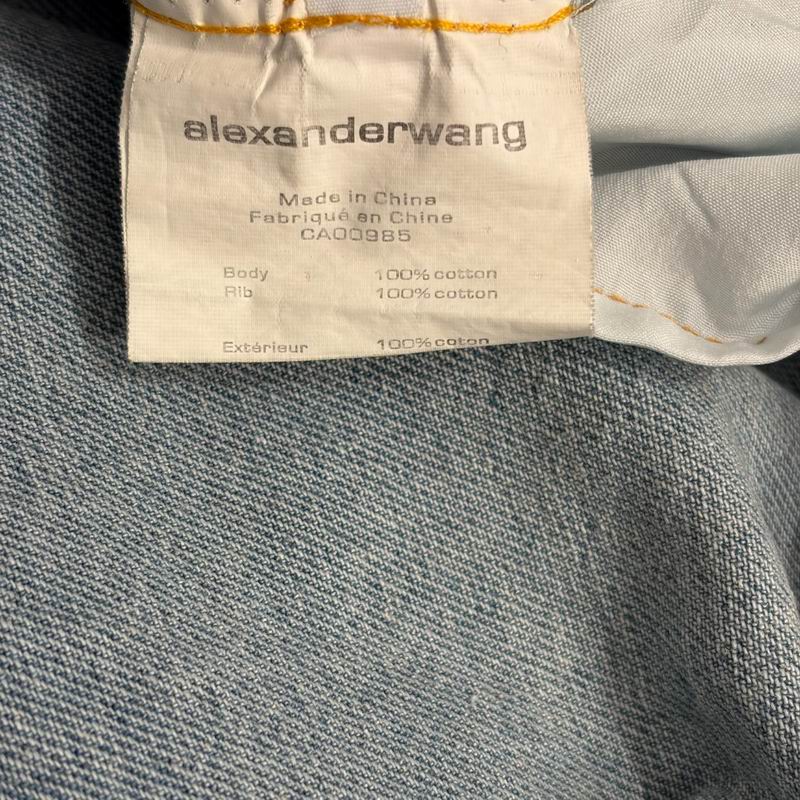 alexanderwang
Made in China
Fabriqué en Chine
CA00985
Body 100% cotton
Rib 100% cotton
Extérieur 100% coton